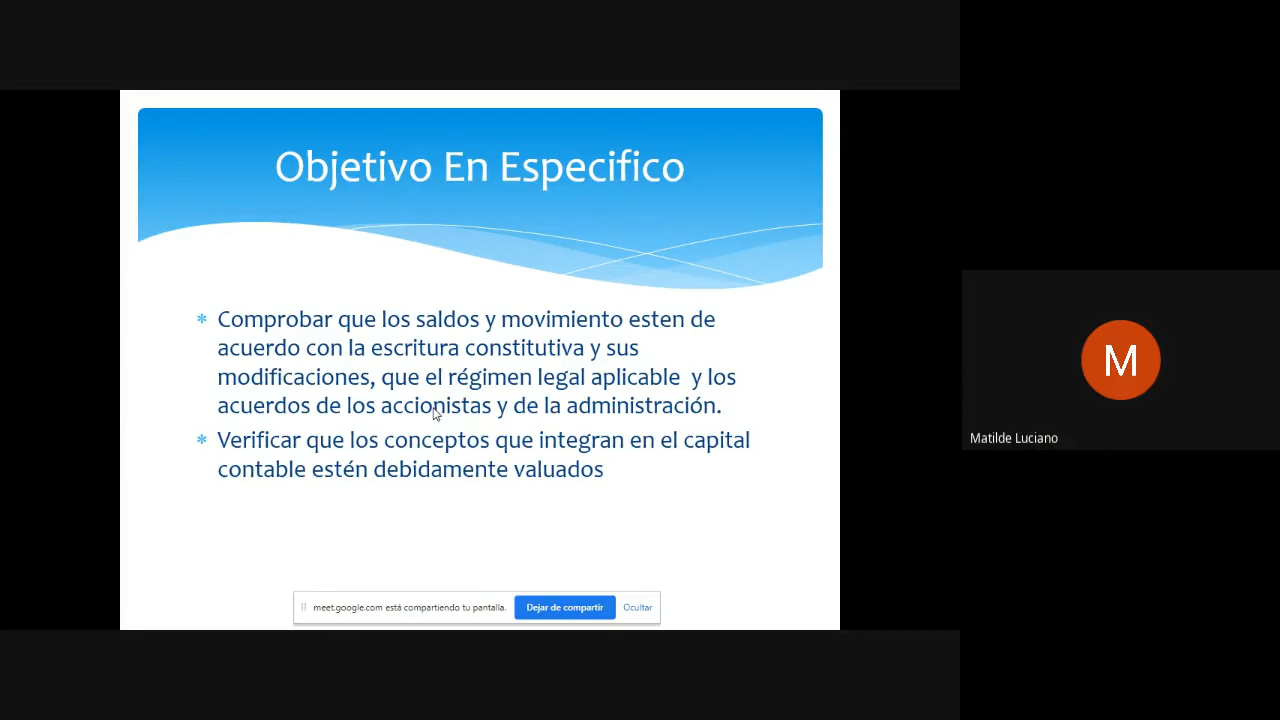 Objetivo En Especifico
* Comprobar que los saldos y movimiento esten de
acuerdo con la escritura constitutiva y sus
modificaciones, que el régimen legal aplicable y los
acuerdos de los accionistas y de la administración.
* Verificar que los conceptos que integran en el capital
contable estén debidamente valuados
meet.google.com está compartiendo tu pantalla. Dejar de compartir Ocultar
M
Matilde Luciano